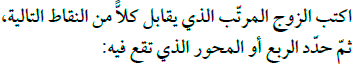 اكتب الزوج المرتّب الذي يقابل كلاًّ من النقاط التالية،
ثمّ حدّد الربع أو المحور الذي تقع فيه: